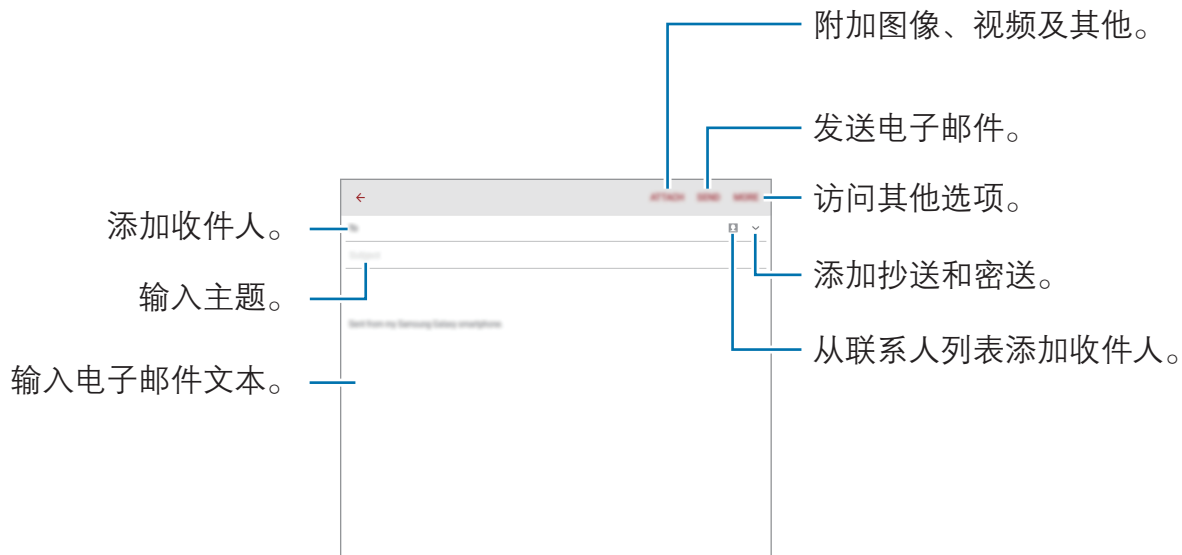 附加图像、视频及其他。
发送电子邮件。
ATTACH SEND MORE
访问其他选项。
添加收件人。
To
Subject
添加抄送和密送。
输入主题。
Sent from my Samsung Galaxy smartphone
从联系人列表添加收件人。
输入电子邮件文本。